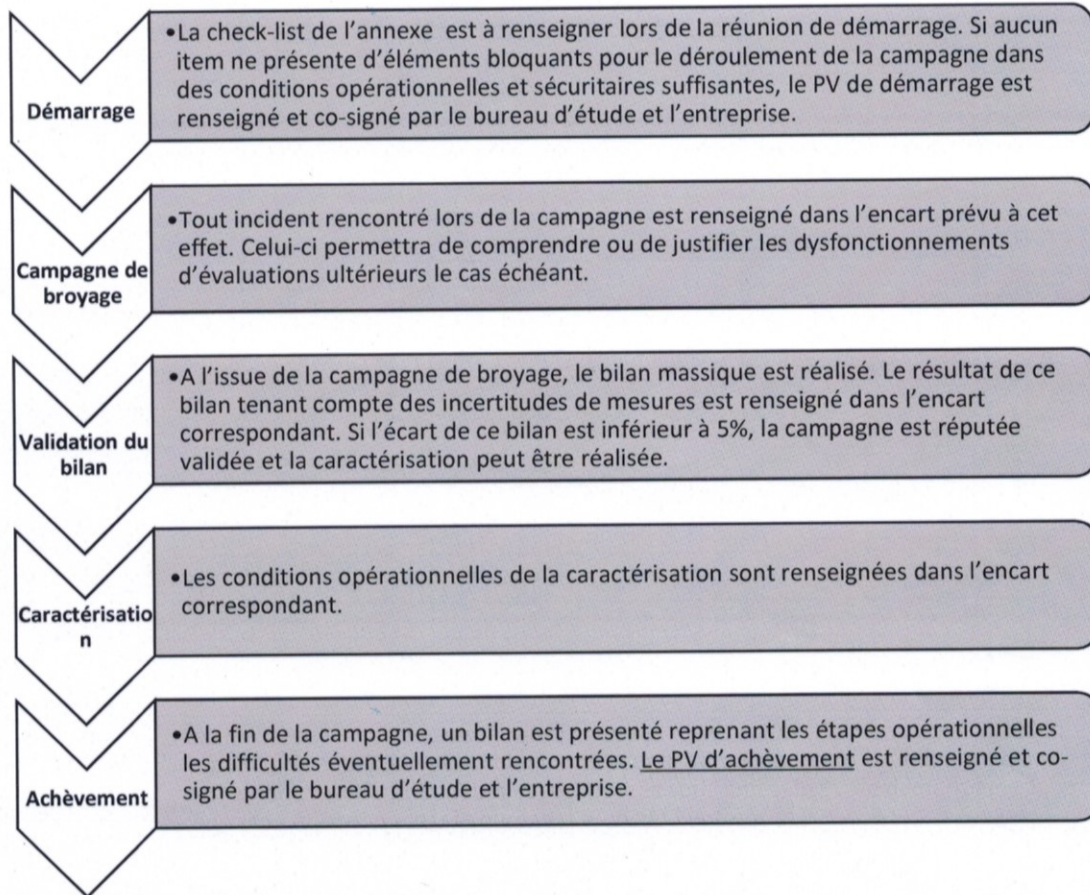 Démarrage
•La check-list de l'annexe est à renseigner lors de la réunion de démarrage. Si aucun
item ne présente d'éléments bloquants pour le déroulement de la campagne dans
des conditions opérationnelles et sécuritaires suffisantes, le PV de démarrage est
renseigné et co-signé par le bureau d'étude et l'entreprise.
Campagne de
broyage
•Tout incident rencontré lors de la campagne est renseigné dans l'encart prévu à cet
effet. Celui-ci permettra de comprendre ou de justifier les dysfonctionnements
d'évaluations ultérieurs le cas échéant.
Validation du
bilan
•A l'issue de la campagne de broyage, le bilan massique est réalisé. Le résultat de ce
bilan tenant compte des incertitudes de mesures est renseigné dans l'encart
correspondant. Si l'écart de ce bilan est inférieur à 5%, la campagne est réputée
validée et la caractérisation peut être réalisée.
Caractérisatio
n
•Les conditions opérationnelles de la caractérisation sont renseignées dans l'encart
correspondant.
Achèvement
•A la fin de la campagne, un bilan est présenté reprenant les étapes opérationnelles
les difficultés éventuellement rencontrées. Le PV d'achèvement est renseigné et co-
signé par le bureau d'étude et l'entreprise.